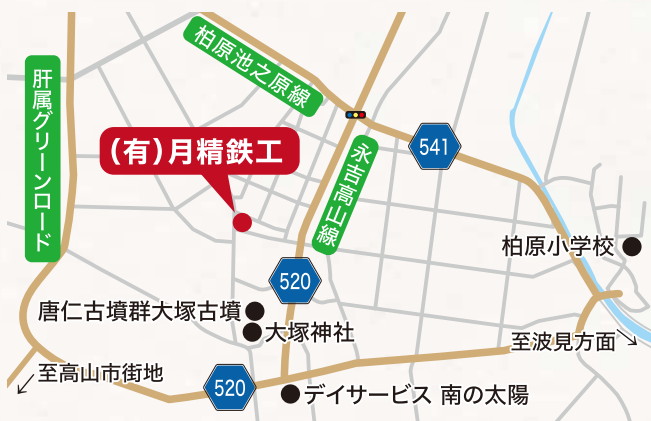 柏原池之原線
肝属グリーンロード
541
(有)月精鉄工
永吉高山線
柏原小学校
520
唐仁古墳群大塚古墳
大塚神社
至波見方面
至高山市街地
520
デイサービス 南の太陽